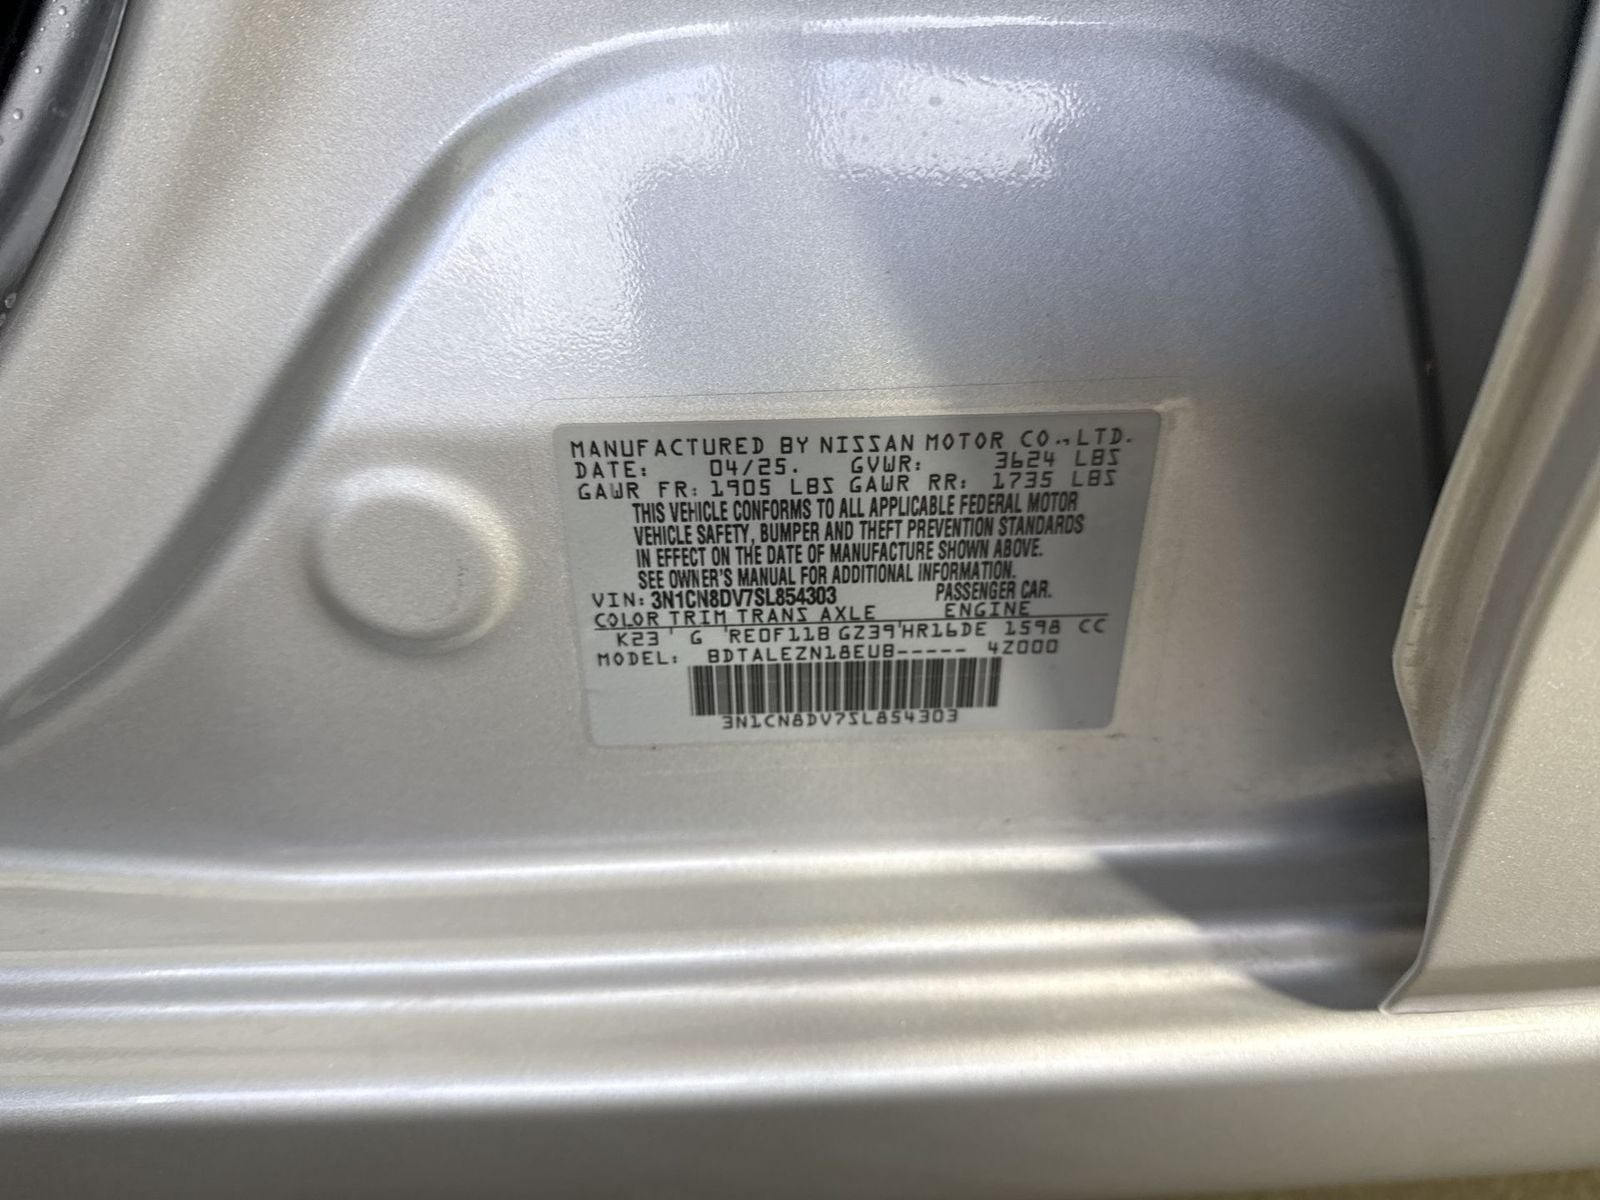 MANUFACTURED BY NISSAN MOTOR CO.,LTD.
DATE: 04/25. GVWR: 3624 LBS
GAWR FR: 1905 LBS GAWR RR: 1735 LBS
THIS VEHICLE CONFORMS TO ALL APPLICABLE FEDERAL MOTOR
VEHICLE SAFETY, BUMPER AND THEFT PREVENTION STANDARDS
IN EFFECT ON THE DATE OF MANUFACTURE SHOWN ABOVE.
SEE OWNER'S MANUAL FOR ADDITIONAL INFORMATION.
VIN: 3N1CN8DV7SL854303 PASSENGER CAR.
COLOR TRIM TRANS AXLE ENGINE
K23 G RE0F11B GZ39 HR16DE 1598 CC
MODEL: BDTALEZN18EUB----- 4Z000
3N1CN8DV7SL854303